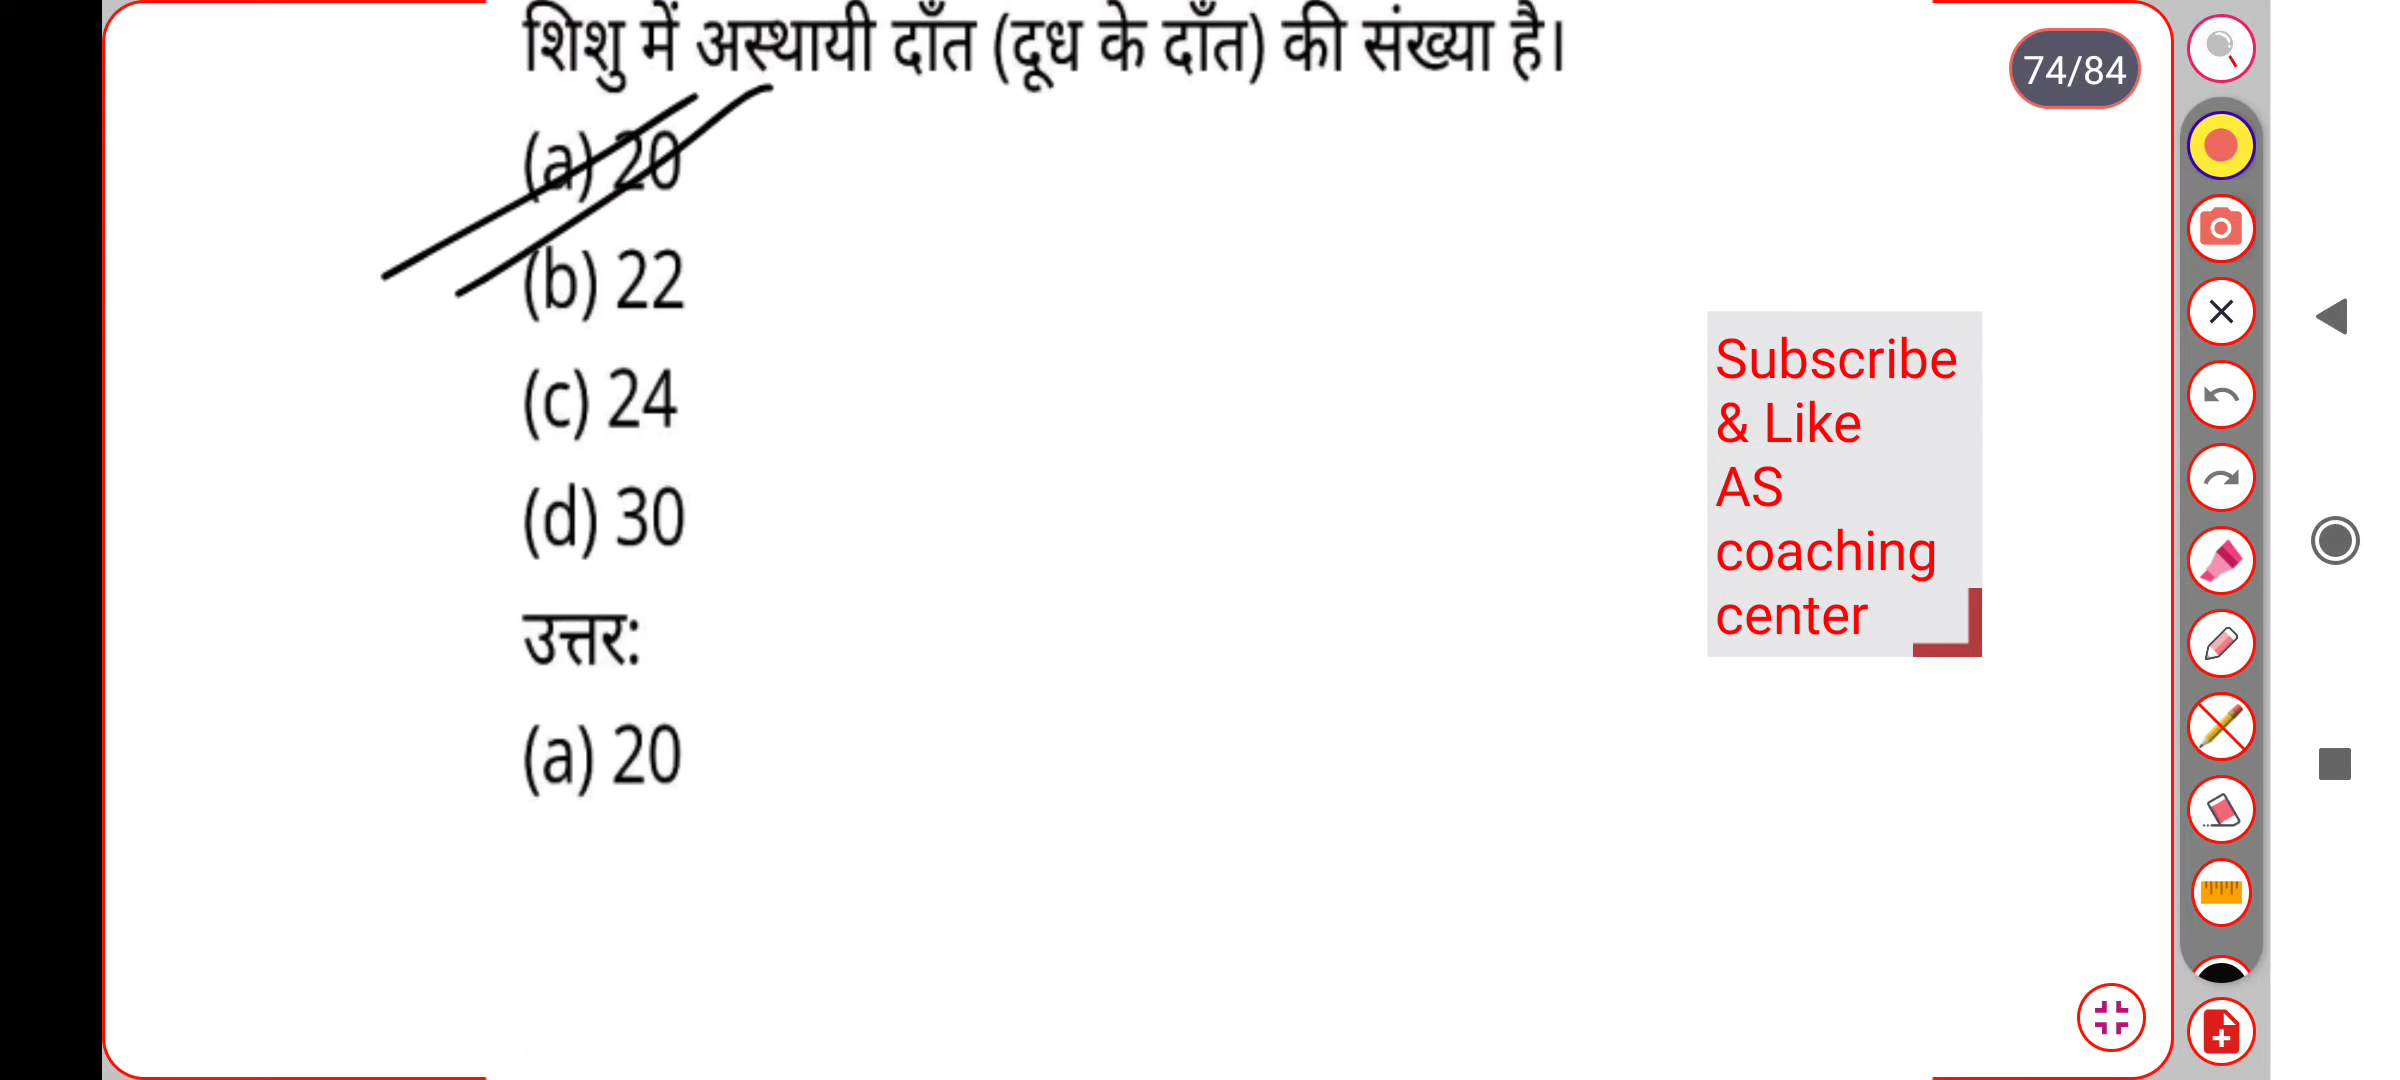 शिशु में अस्थायी दाँत (दूध के दाँत) की संख्या है।
74/84
(a) 20
(b) 22
(c) 24
(d) 30
उत्तर:
(a) 20
Subscribe
& Like
AS
coaching
center